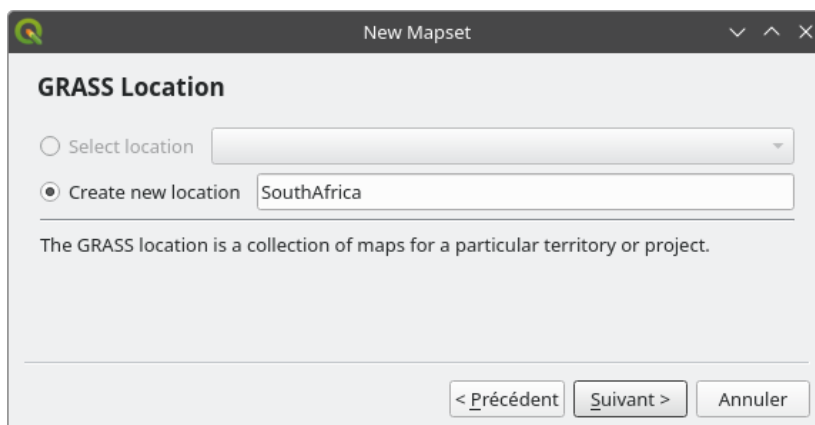 New Mapset
GRASS Location
Select location
Create new location SouthAfrica
The GRASS location is a collection of maps for a particular territory or project.
< Précédent Suivant > Annuler